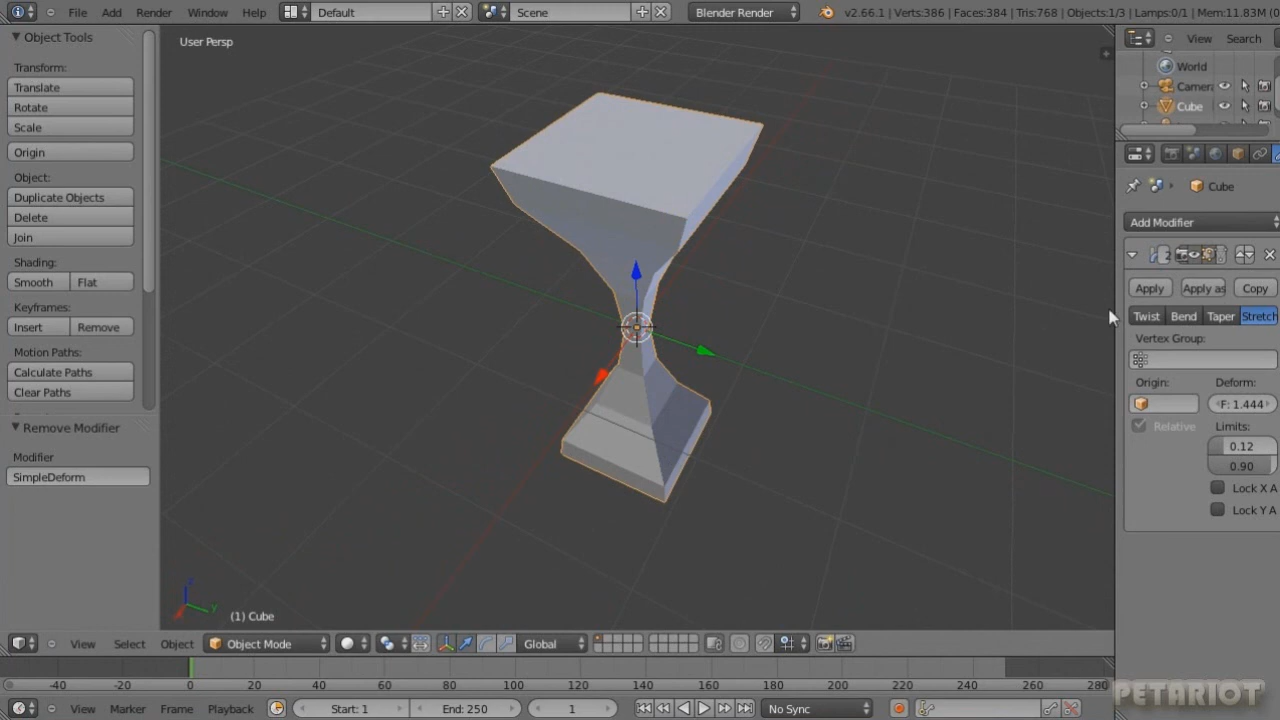 File Add Render Window Help Default Scene Blender Render v2.66.1 | Verts:386 | Faces:384 | Tris:768 | Objects:1/3 | Lamps:0/1 | Mem:11.83M (0
Object Tools
Transform:
Translate
Rotate
Scale
Origin
Object:
Duplicate Objects
Delete
Join
Shading:
Smooth Flat
Keyframes:
Insert Remove
Motion Paths:
Calculate Paths
Clear Paths
Remove Modifier
Modifier
SimpleDeform
User Persp
z
y
(1) Cube
View Search
World
Camera
Cube
Cube
Add Modifier
Apply Apply as Copy
Twist Bend Taper Stretch
Vertex Group:
Origin: Deform:
F: 1.444
Relative Limits:
0.12
0.90
Lock X A
Lock Y A
View Select Object Object Mode Global
-40 -20 0 20 40 60 80 100 120 140 160 180 200 220 240 260 280
View Marker Frame Playback Start: 1 End: 250 1 No Sync
PETARIOT